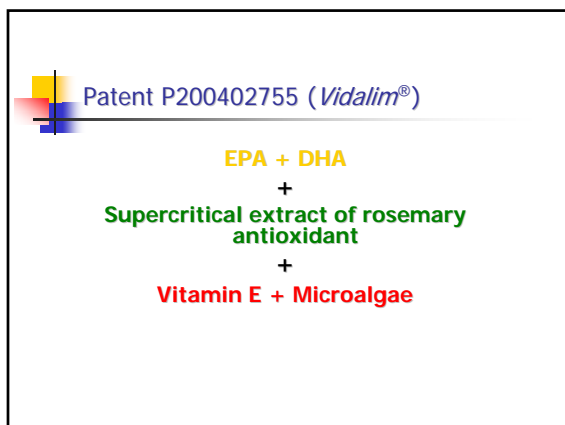 Patent P200402755 (Vidalim®)
EPA + DHA
+
Supercritical extract of rosemary
antioxidant
+
Vitamin E + Microalgae